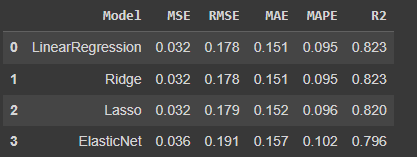 Model MSE RMSE MAE MAPE R2
0 LinearRegression 0.032 0.178 0.151 0.095 0.823
1 Ridge 0.032 0.178 0.151 0.095 0.823
2 Lasso 0.032 0.179 0.152 0.096 0.820
3 ElasticNet 0.036 0.191 0.157 0.102 0.796